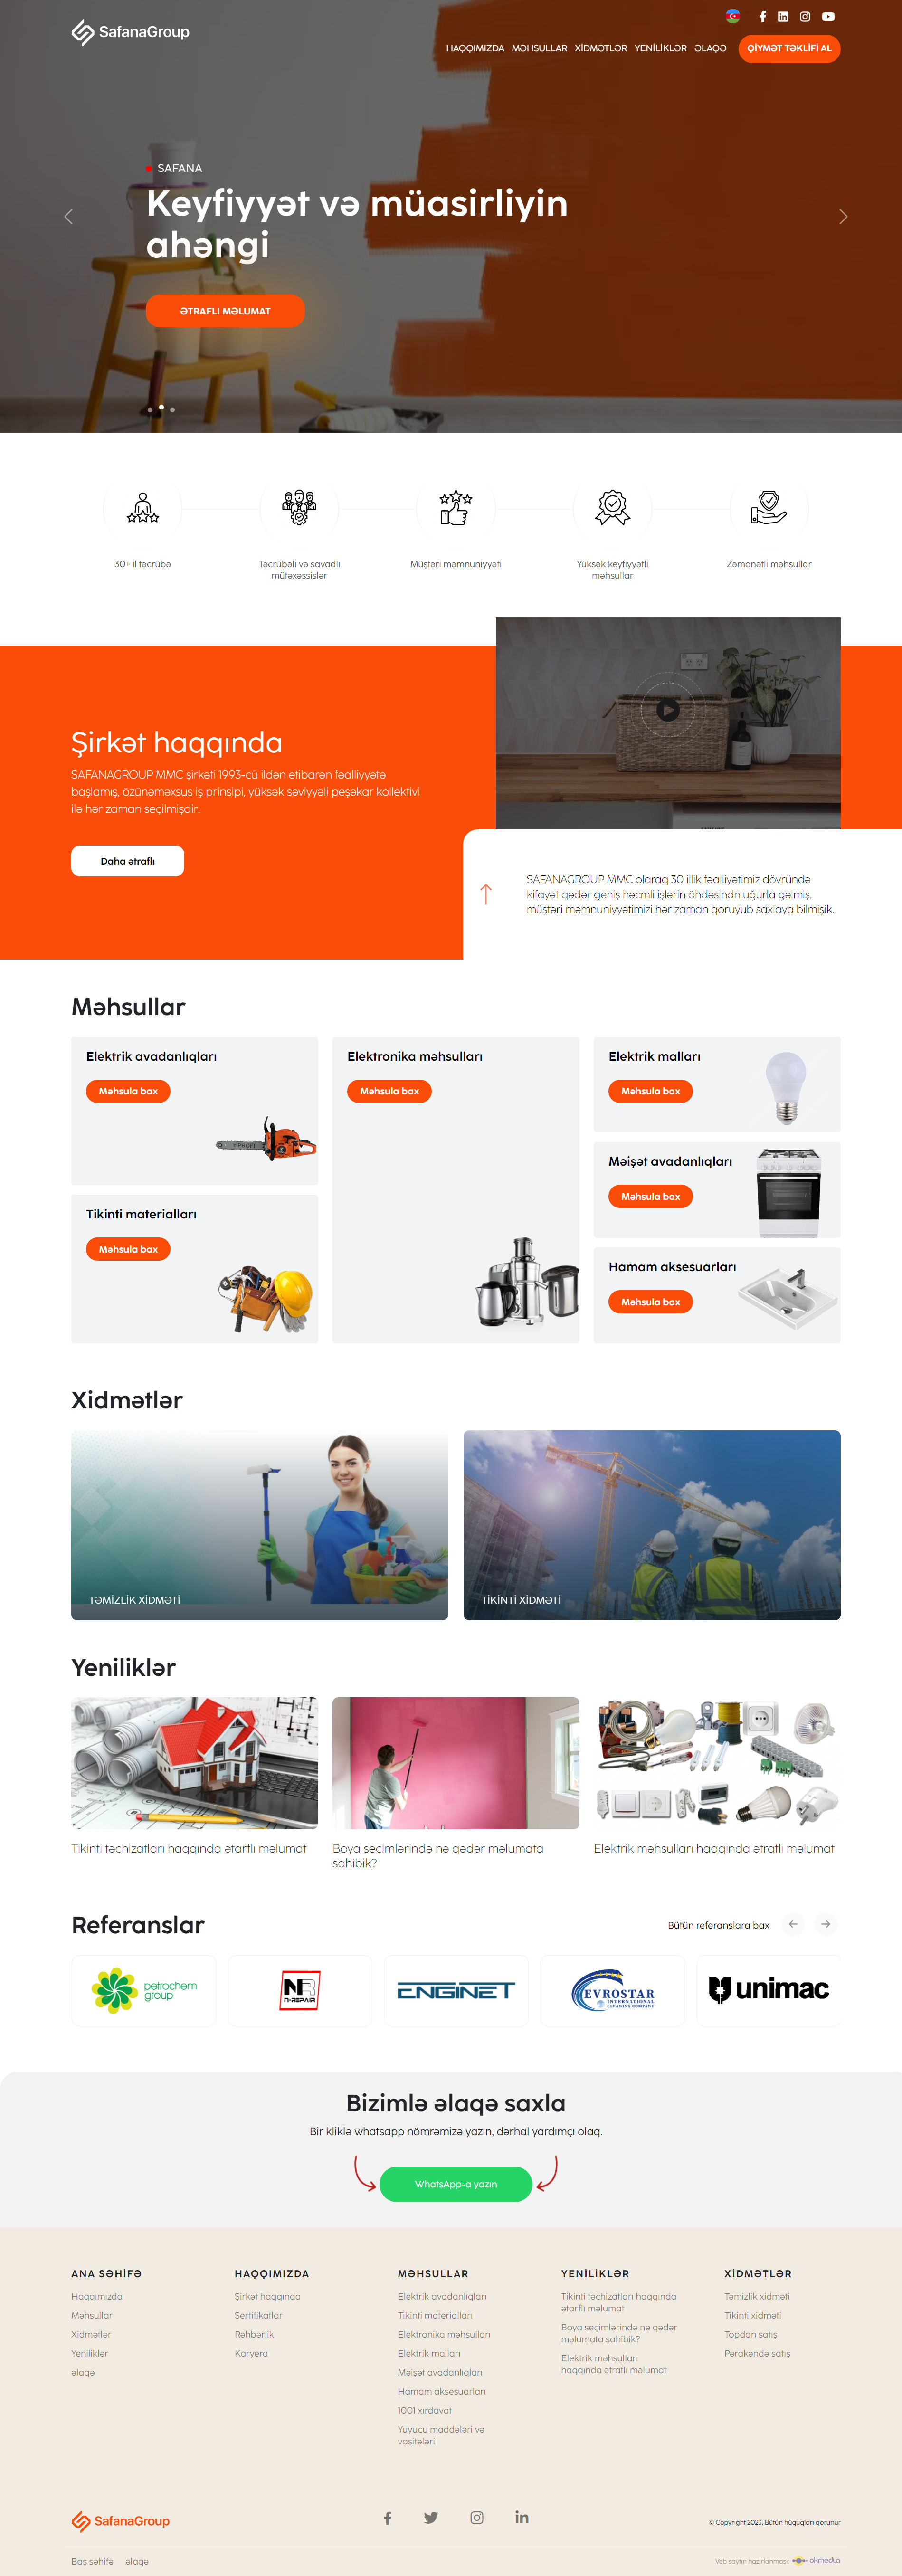 SafanaGroup
HAQQIMIZDA
MƏHSULLAR
XİDMƏTLƏR
YENİLİKLƏR
ƏLAQƏ
QİYMƏT TƏKLİFİ AL
SAFANA
Keyfiyyət və müasirliyin
ahəngi
ƏTRAFLI MƏLUMAT
30+ il təcrübə
Təcrübəli və savadlı
mütəxəssislər
Müştəri məmnuniyyəti
Yüksək keyfiyyətli
məhsullar
Zəmanətli məhsullar
Şirkət haqqında
SAFANAGROUP MMC şirkəti 1993-cü ildən etibarən fəaliyyətə
başlamış, özünəməxsus iş prinsipi, yüksək səviyyəli peşəkar kollektivi
ilə hər zaman seçilmişdir.
Daha ətraflı
SAFANAGROUP MMC olaraq 30 illik fəaliyyətimiz dövründə
kifayət qədər geniş həcmli işlərin öhdəsindn uğurla gəlmiş,
müştəri məmnuniyyətimizi hər zaman qoruyub saxlaya bilmişik.
Məhsullar
Elektrik avadanlıqları
Məhsula bax
Tikinti materialları
Məhsula bax
Elektronika məhsulları
Məhsula bax
Elektrik malları
Məhsula bax
Məişət avadanlıqları
Məhsula bax
Hamam aksesuarları
Məhsula bax
Xidmətlər
TƏMİZLİK XİDMƏTİ
TİKİNTİ XİDMƏTİ
Yeniliklər
Tikinti təchizatları haqqında ətarflı məlumat
Boya seçimlərində nə qədər məlumata
sahibik?
Elektrik məhsulları haqqında ətraflı məlumat
Referanslar
Bütün referanslara bax
petrochem
group
NR
N-REPAIR
ENGINET
EVROSTAR
INTERNATIONAL
CLEANING COMPANY
unimac
Bizimlə əlaqə saxla
Bir kliklə whatsapp nömrəmizə yazın, dərhal yardımçı olaq.
WhatsApp-a yazın
ANA SƏHİFƏ
Haqqımızda
Məhsullar
Xidmətlər
Yeniliklər
əlaqə
HAQQIMIZDA
Şirkət haqqında
Sertifikatlar
Rəhbərlik
Karyera
MƏHSULLAR
Elektrik avadanlıqları
Tikinti materialları
Elektronika məhsulları
Elektrik malları
Məişət avadanlıqları
Hamam aksesuarları
1001 xırdavat
Yuyucu maddələri və
vasitələri
YENİLİKLƏR
Tikinti təchizatları haqqında
ətarflı məlumat
Boya seçimlərində nə qədər
məlumata sahibik?
Elektrik məhsulları
haqqında ətraflı məlumat
XİDMƏTLƏR
Təmizlik xidməti
Tikinti xidməti
Topdan satış
Pərakəndə satış
SafanaGroup
© Copyright 2023. Bütün hüquqları qorunur
Baş səhifə
əlaqə
Veb saytın hazırlanması:
akmedia